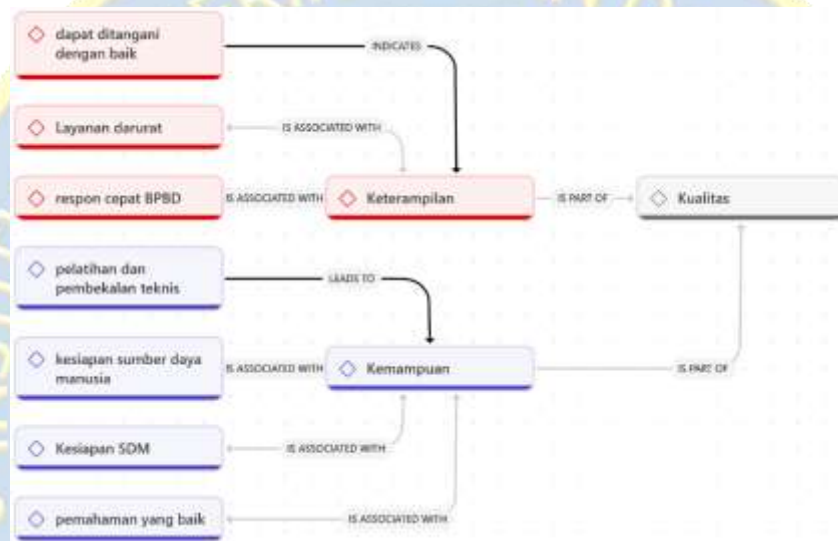 dapat ditangani
dengan baik
INDICATES
Layanan darurat
IS ASSOCIATED WITH
respon cepat BPBD
IS ASSOCIATED WITH
Keterampilan
IS PART OF
Kualitas
pelatihan dan
pembekalan teknis
LEADS TO
kesiapan sumber daya
manusia
IS ASSOCIATED WITH
Kemampuan
IS PART OF
Kesiapan SDM
IS ASSOCIATED WITH
pemahaman yang baik
IS ASSOCIATED WITH